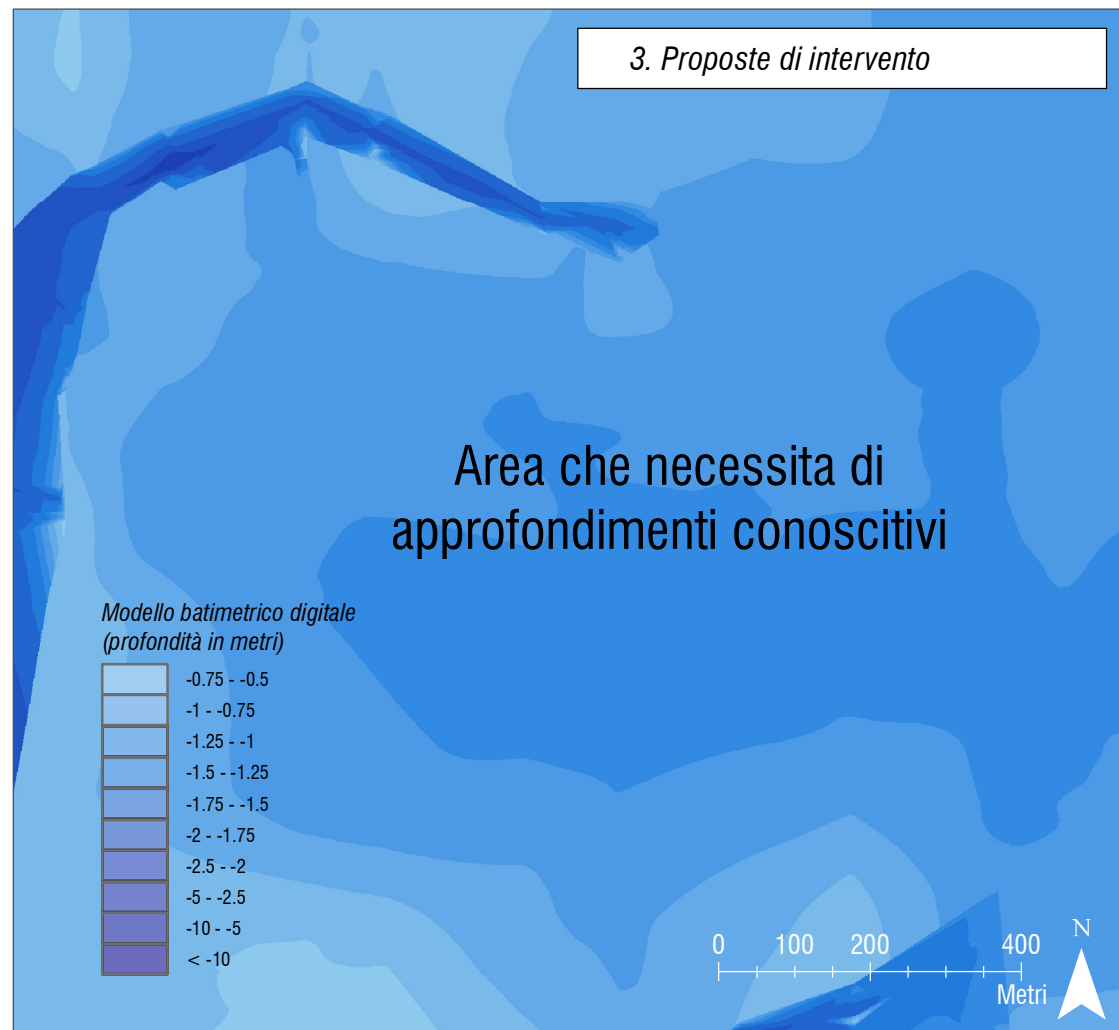 3. Proposte di intervento
Area che necessita di
approfondimenti conoscitivi
Modello batimetrico digitale
(profondità in metri)
-0.75 - -0.5
-1 - -0.75
-1.25 - -1
-1.5 - -1.25
-1.75 - -1.5
-2 - -1.75
-2.5 - -2
-5 - -2.5
-10 - -5
< -10
0 100 200 400
Metri
N